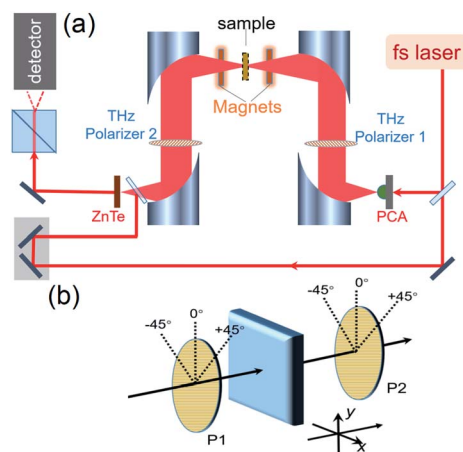 (a)
sample
fs laser
detector
Magnets
THz
Polarizer 2
THz
Polarizer 1
ZnTe
PCA
(b)
-45°
0°
+45°
P1
-45°
0°
+45°
P2
y
x